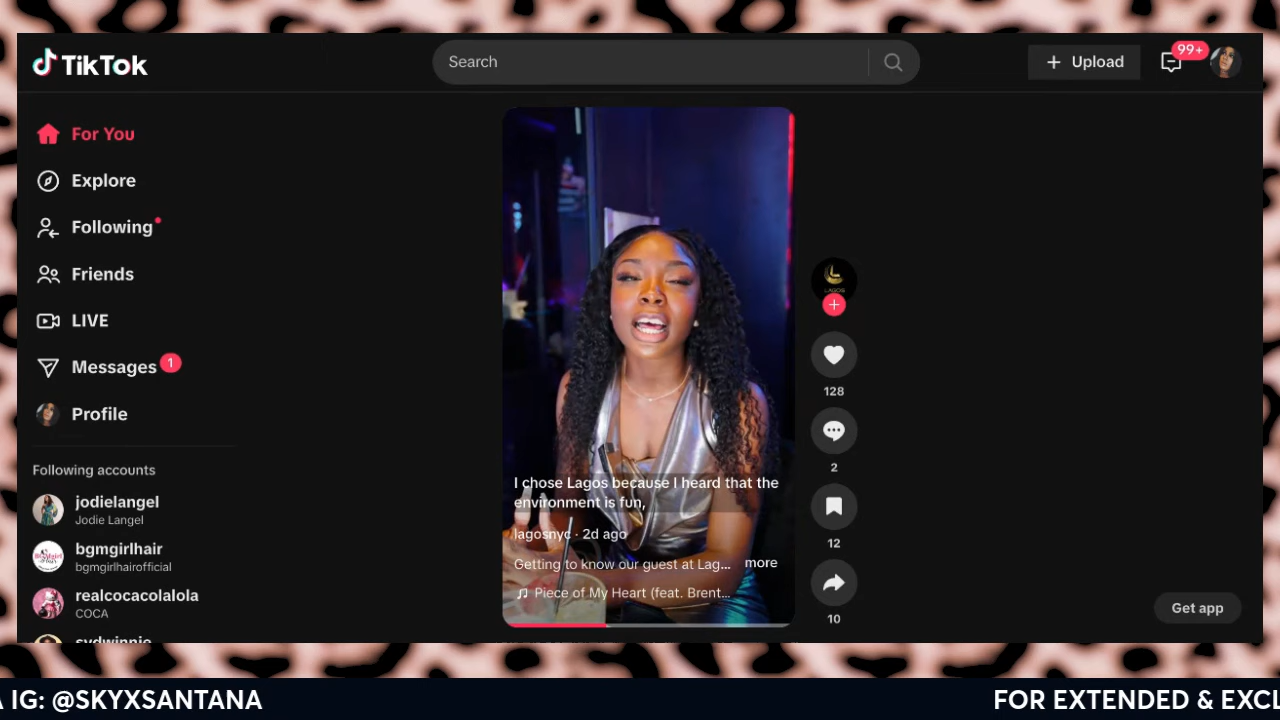 TikTok
Search
Upload
99+
For You
Explore
Following
Friends
LIVE
Messages 1
Profile
Following accounts
jodielangel
Jodie Langel
bgmgirlhair
bgmgirlhairofficial
realcocacolalola
COCA
sydwinnie
LAGOS
128
2
12
10
I chose Lagos because I heard that the
environment is fun,
lagosnyc · 2d ago
Getting to know our guest at Lag... more
Piece of My Heart (feat. Brent...
Get app
IG: @SKYXSANTANA
FOR EXTENDED & EXCL